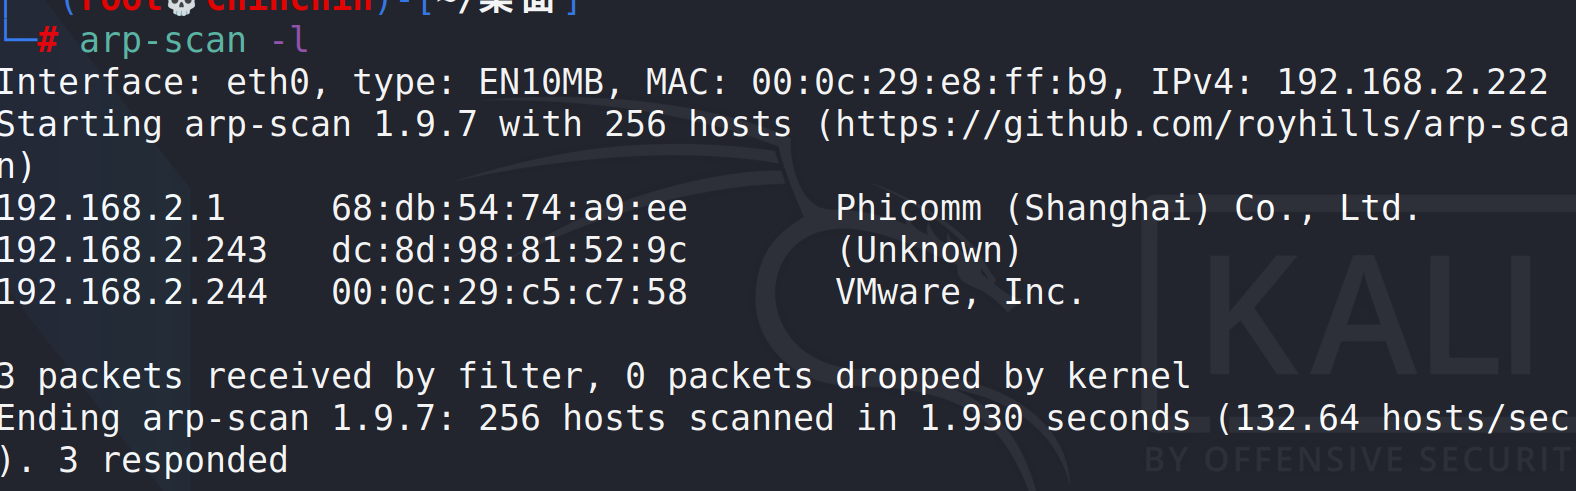 (root💀Chinchin)-[~/桌面]
└─# arp-scan -l
Interface: eth0, type: EN10MB, MAC: 00:0c:29:e8:ff:b9, IPv4: 192.168.2.222
Starting arp-scan 1.9.7 with 256 hosts (https://github.com/royhills/arp-sca
n)
192.168.2.1 68:db:54:74:a9:ee Phicomm (Shanghai) Co., Ltd.
192.168.2.243 dc:8d:98:81:52:9c (Unknown)
192.168.2.244 00:0c:29:c5:c7:58 VMware, Inc.
3 packets received by filter, 0 packets dropped by kernel
Ending arp-scan 1.9.7: 256 hosts scanned in 1.930 seconds (132.64 hosts/sec
). 3 responded
KALI
BY OFFENSIVE SECURIT